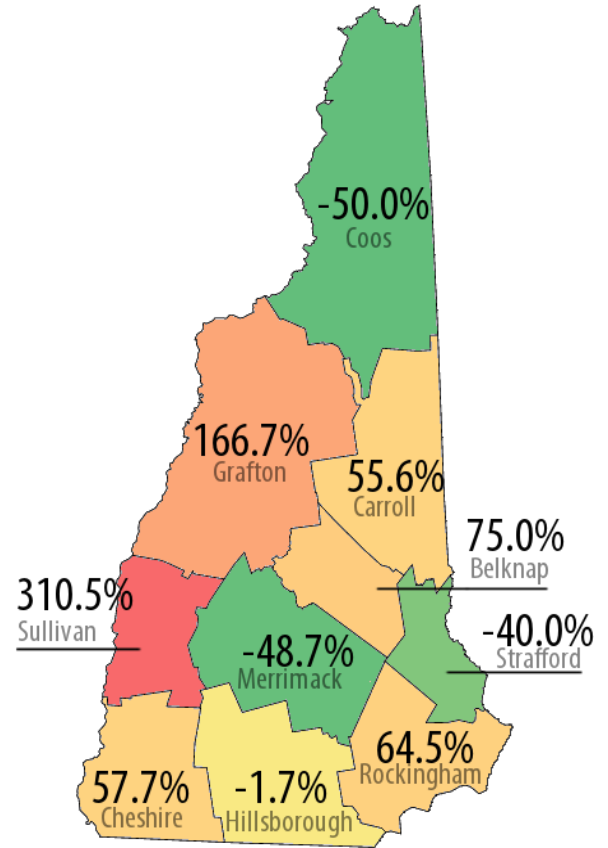 -50.0%
Coos
166.7%
Grafton
55.6%
Carroll
75.0%
Belknap
310.5%
Sullivan
-40.0%
Strafford
-48.7%
Merrimack
64.5%
Rockingham
57.7%
Cheshire
-1.7%
Hillsborough